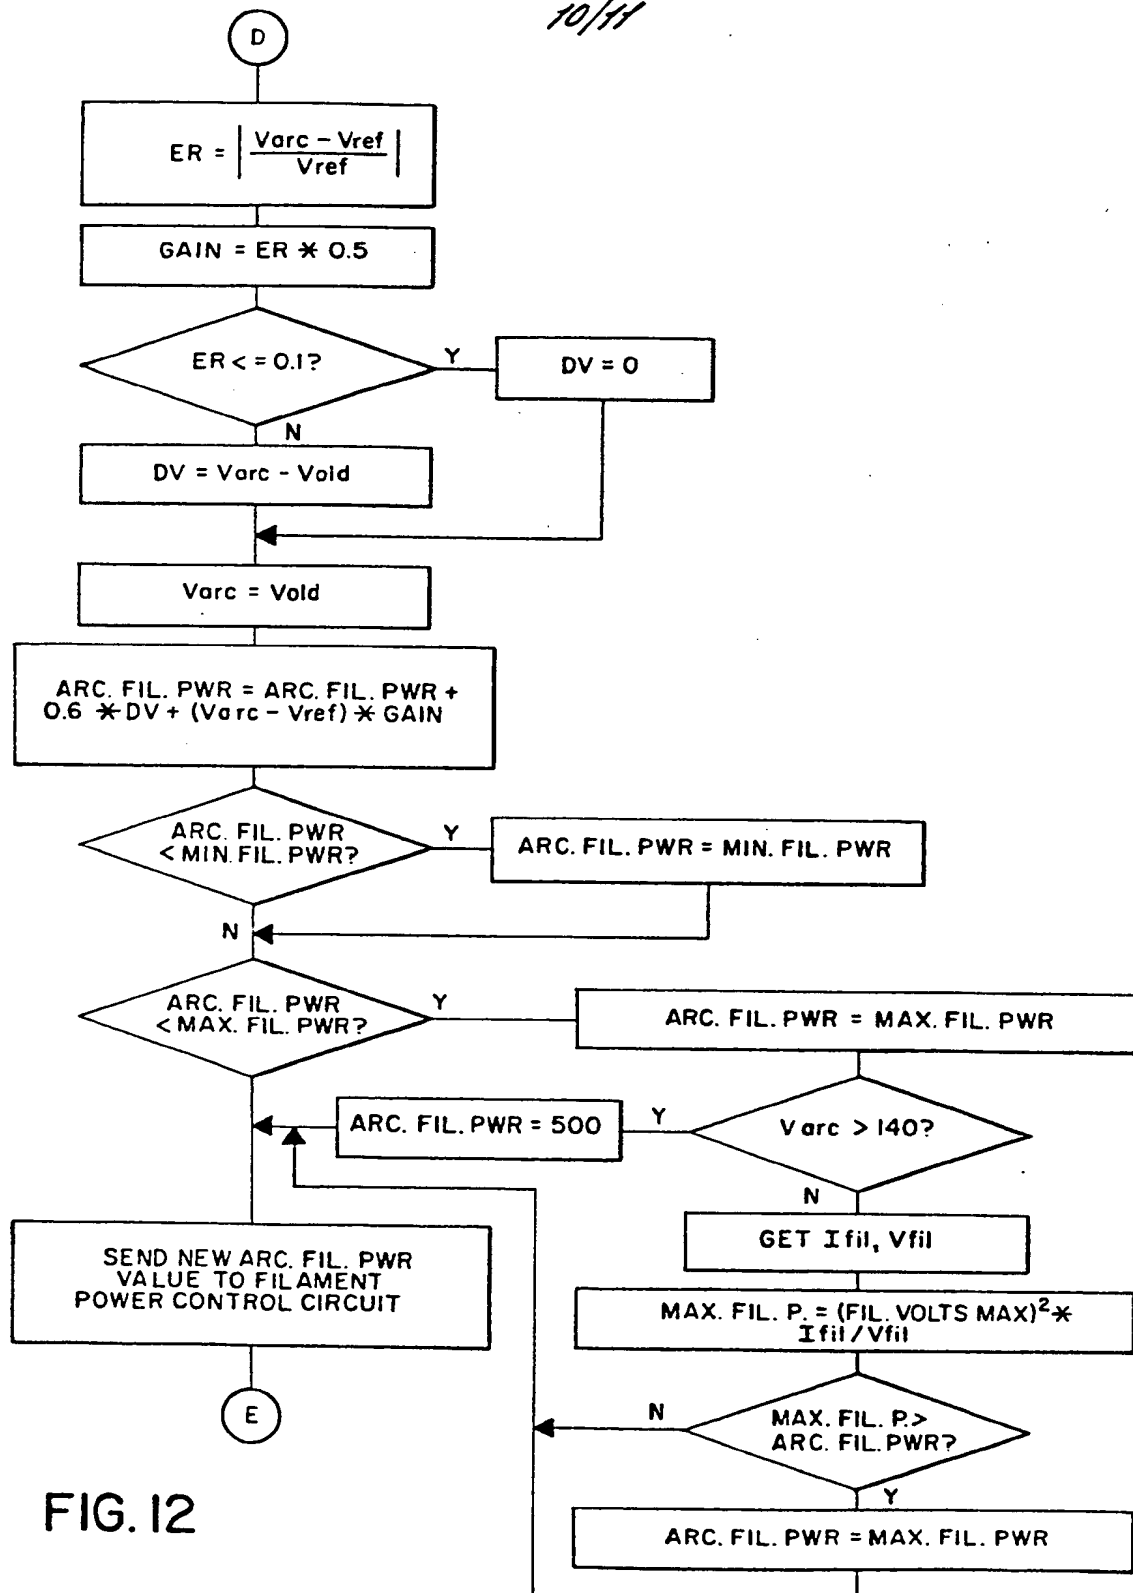 10/11
D
ER = | Varc - Vref / Vref |
GAIN = ER * 0.5
ER < = 0.1?
Y
DV = 0
N
DV = Varc - Vold
Varc = Vold
ARC. FIL. PWR = ARC. FIL. PWR +
0.6 * DV + (Varc - Vref) * GAIN
ARC. FIL. PWR
< MIN. FIL. PWR?
Y
ARC. FIL. PWR = MIN. FIL. PWR
N
ARC. FIL. PWR
< MAX. FIL. PWR?
Y
ARC. FIL. PWR = MAX. FIL. PWR
ARC. FIL. PWR = 500
Y
Varc > 140?
N
GET Ifil, Vfil
SEND NEW ARC. FIL. PWR
VALUE TO FILAMENT
POWER CONTROL CIRCUIT
MAX. FIL. P. = (FIL. VOLTS MAX)² *
Ifil/Vfil
E
N
MAX. FIL. P. >
ARC. FIL. PWR?
Y
ARC. FIL. PWR = MAX. FIL. PWR
FIG. 12